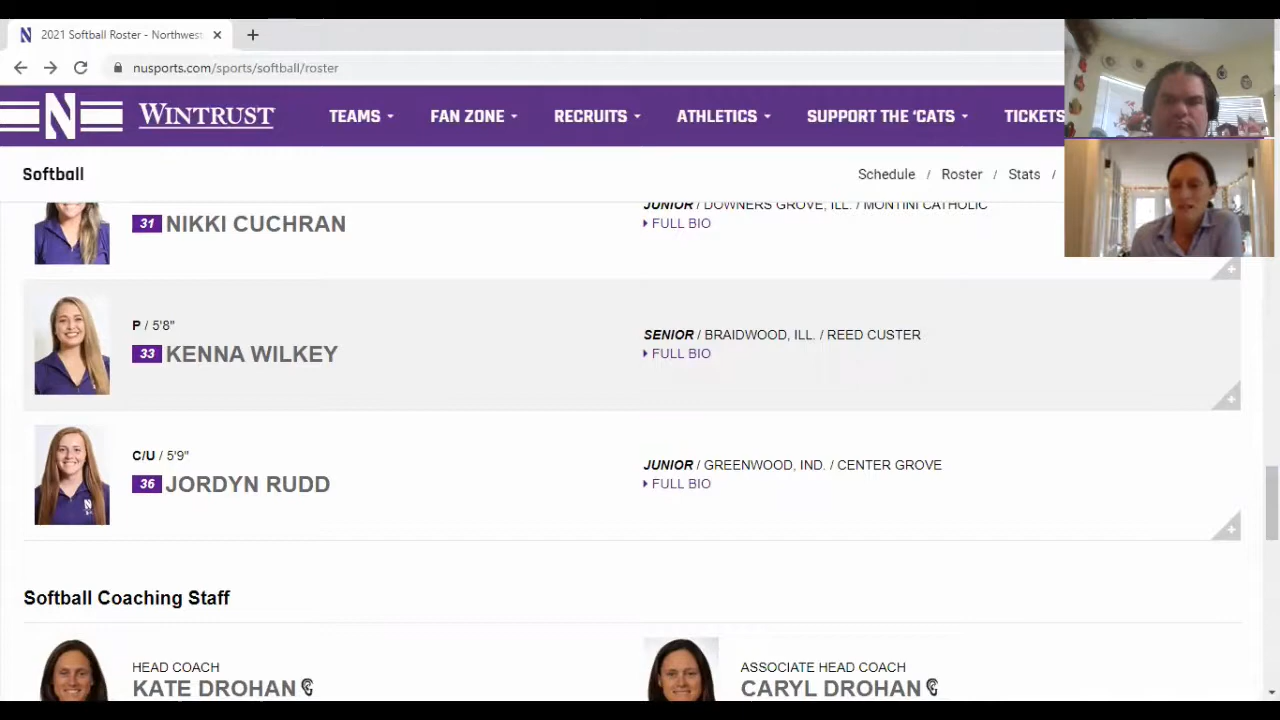 2021 Softball Roster - Northwes
nusports.com/sports/softball/roster
N WINTRUST TEAMS FAN ZONE RECRUITS ATHLETICS SUPPORT THE 'CATS TICKETS
Softball Schedule / Roster / Stats /
31 NIKKI CUCHRAN
JUNIOR / DOWNERS GROVE, ILL. / MONTINI CATHOLIC
FULL BIO
P / 5'8"
33 KENNA WILKEY
SENIOR / BRAIDWOOD, ILL. / REED CUSTER
FULL BIO
C/U / 5'9"
36 JORDYN RUDD
JUNIOR / GREENWOOD, IND. / CENTER GROVE
FULL BIO
Softball Coaching Staff
HEAD COACH
KATE DROHAN
ASSOCIATE HEAD COACH
CARYL DROHAN